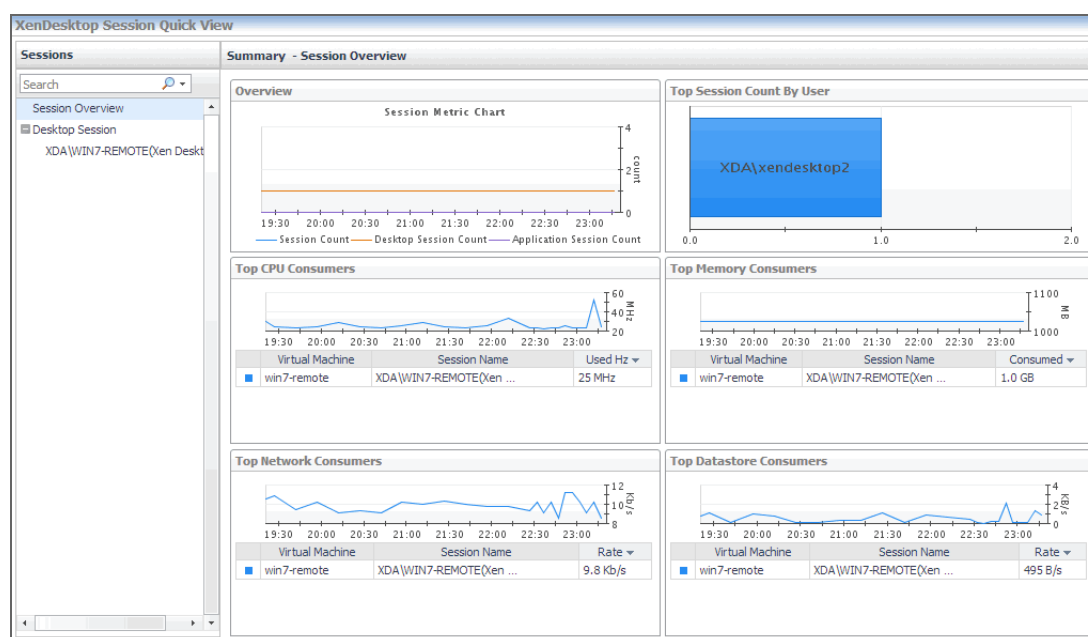 XenDesktop Session Quick View
Sessions
Search
Session Overview
Desktop Session
XDA\WIN7-REMOTE(Xen Deskt
Summary - Session Overview
Overview
Session Metric Chart
4
2
0
count
19:30 20:00 20:30 21:00 21:30 22:00 22:30 23:00
Session Count Desktop Session Count Application Session Count
Top Session Count By User
XDA\xendesktop2
0.0 1.0 2.0
Top CPU Consumers
60
40
20
MHz
19:30 20:00 20:30 21:00 21:30 22:00 22:30 23:00
Virtual Machine Session Name Used Hz
win7-remote XDA\WIN7-REMOTE(Xen ... 25 MHz
Top Memory Consumers
1100
1000
MB
19:30 20:00 20:30 21:00 21:30 22:00 22:30 23:00
Virtual Machine Session Name Consumed
win7-remote XDA\WIN7-REMOTE(Xen ... 1.0 GB
Top Network Consumers
12
10
8
Kb/s
19:30 20:00 20:30 21:00 21:30 22:00 22:30 23:00
Virtual Machine Session Name Rate
win7-remote XDA\WIN7-REMOTE(Xen ... 9.8 Kb/s
Top Datastore Consumers
4
2
0
KB/s
19:30 20:00 20:30 21:00 21:30 22:00 22:30 23:00
Virtual Machine Session Name Rate
win7-remote XDA\WIN7-REMOTE(Xen ... 495 B/s